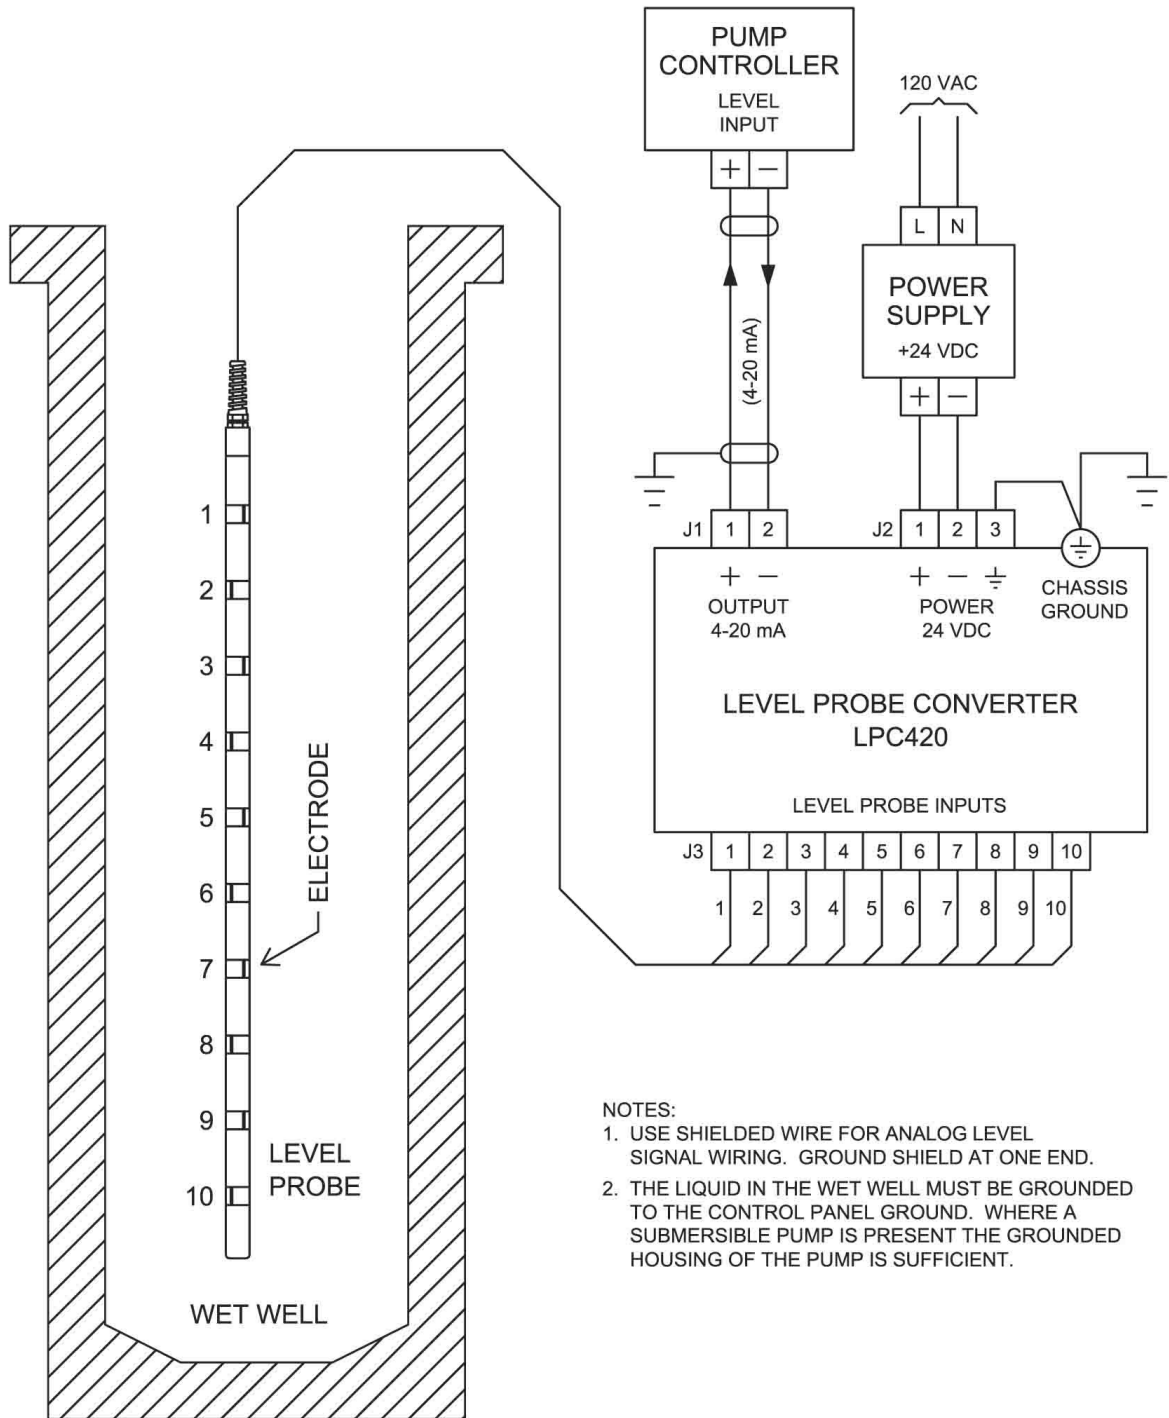 PUMP
CONTROLLER
LEVEL
INPUT
+ −
120 VAC
L N
POWER
SUPPLY
+24 VDC
+ −
(4-20 mA)
J1 1 2
J2 1 2 3
+ −
OUTPUT
4-20 mA
+ −
POWER
24 VDC
CHASSIS
GROUND
LEVEL PROBE CONVERTER
LPC420
LEVEL PROBE INPUTS
J3 1 2 3 4 5 6 7 8 9 10
1 2 3 4 5 6 7 8 9 10
1
2
3
4
5
6
7
8
9
10
ELECTRODE
LEVEL
PROBE
WET WELL
NOTES:
1. USE SHIELDED WIRE FOR ANALOG LEVEL
SIGNAL WIRING. GROUND SHIELD AT ONE END.
2. THE LIQUID IN THE WET WELL MUST BE GROUNDED
TO THE CONTROL PANEL GROUND. WHERE A
SUBMERSIBLE PUMP IS PRESENT THE GROUNDED
HOUSING OF THE PUMP IS SUFFICIENT.